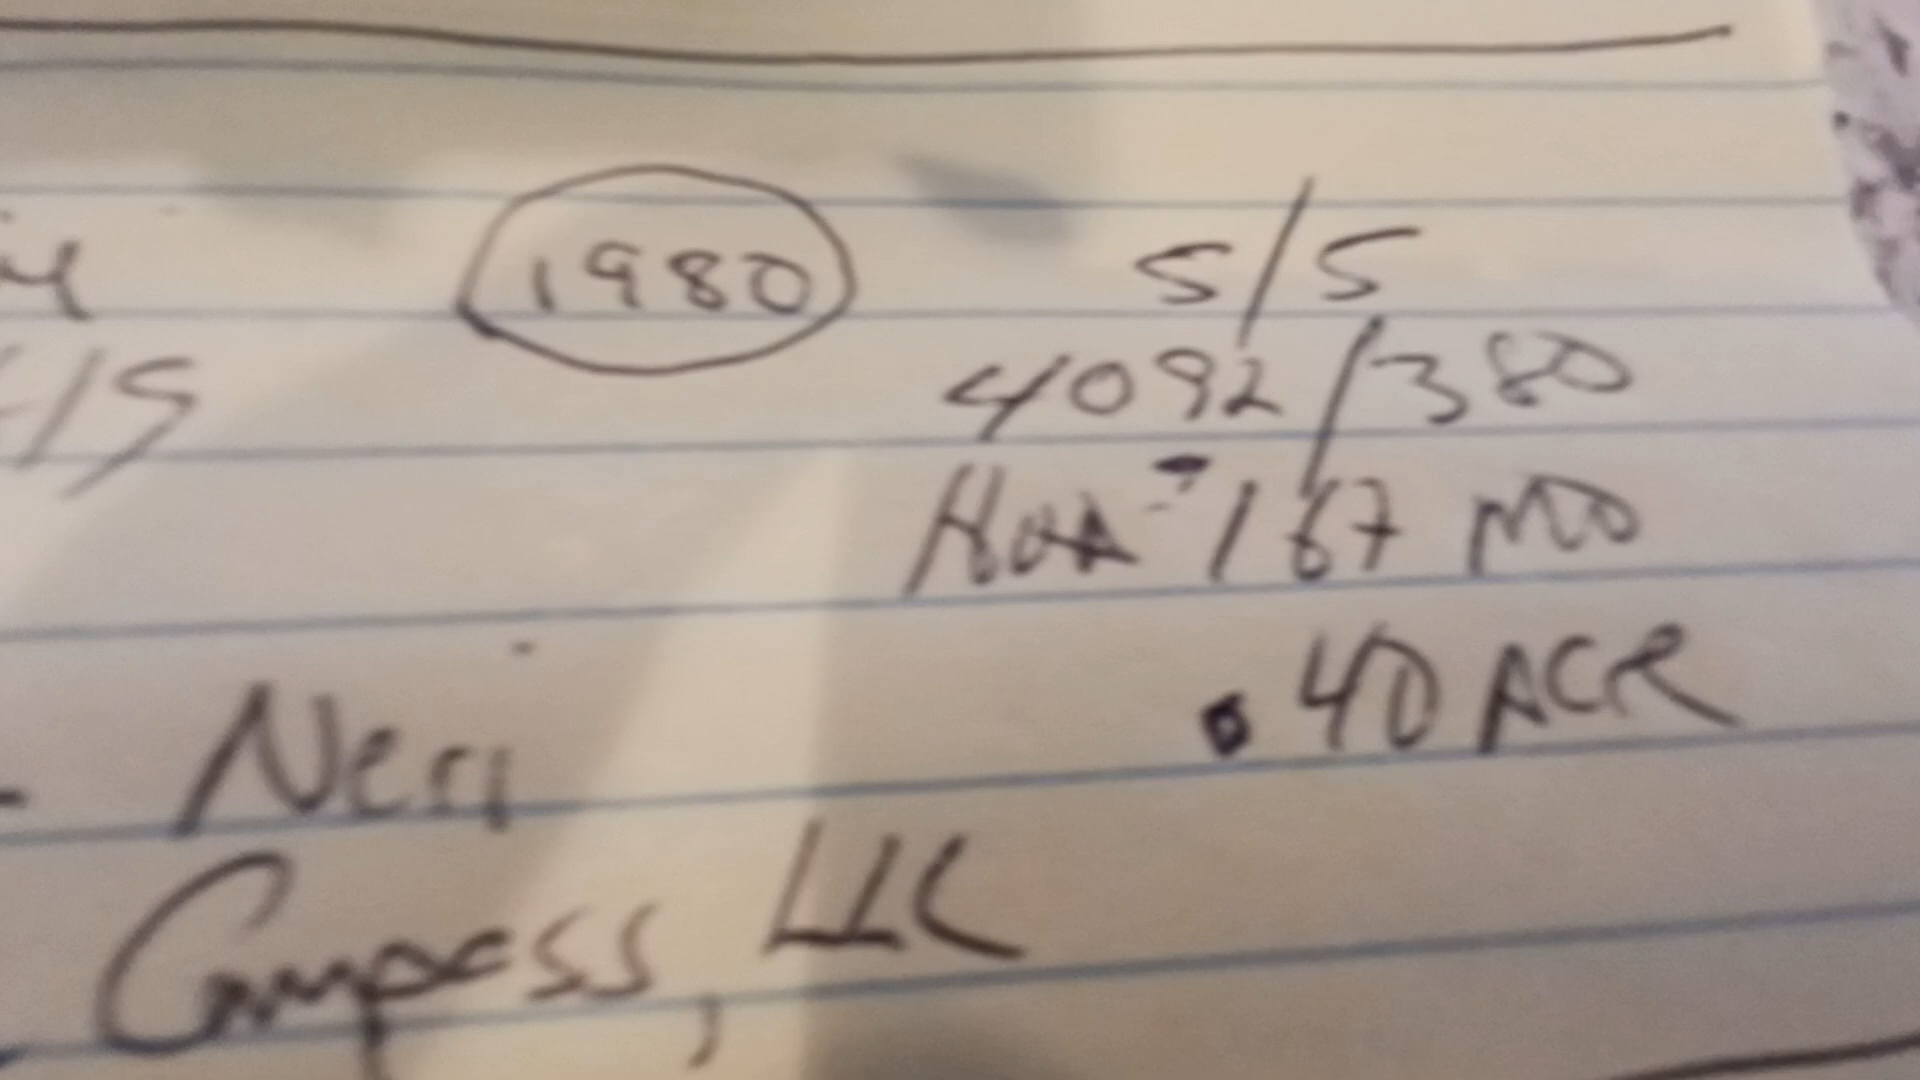 1980 5/5
4092/380
HOA - 167 MO
.40 ACR
- Neri
Compass, LLC